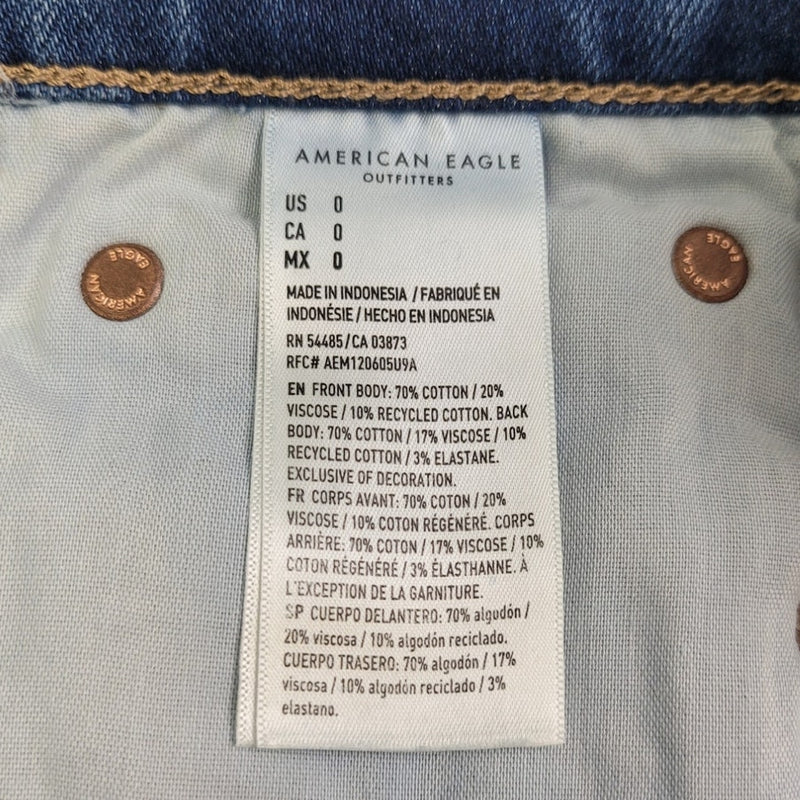 AMERICAN EAGLE
OUTFITTERS
US 0
CA 0
MX 0
MADE IN INDONESIA / FABRIQUÉ EN
INDONÉSIE / HECHO EN INDONESIA
RN 54485/CA 03873
RFC# AEM120605U9A
EN FRONT BODY: 70% COTTON / 20%
VISCOSE / 10% RECYCLED COTTON. BACK
BODY: 70% COTTON / 17% VISCOSE / 10%
RECYCLED COTTON / 3% ELASTANE.
EXCLUSIVE OF DECORATION.
FR CORPS AVANT: 70% COTON / 20%
VISCOSE / 10% COTON RÉGÉNÉRÉ. CORPS
ARRIÈRE: 70% COTON / 17% VISCOSE / 10%
COTON RÉGÉNÉRÉ / 3% ÉLASTHANNE. À
L'EXCEPTION DE LA GARNITURE.
SP CUERPO DELANTERO: 70% algodón /
20% viscosa / 10% algodón reciclado.
CUERPO TRASERO: 70% algodón / 17%
viscosa / 10% algodón reciclado / 3%
elastano.
AMERICAN
EAGLE
AMERICAN
EAGLE